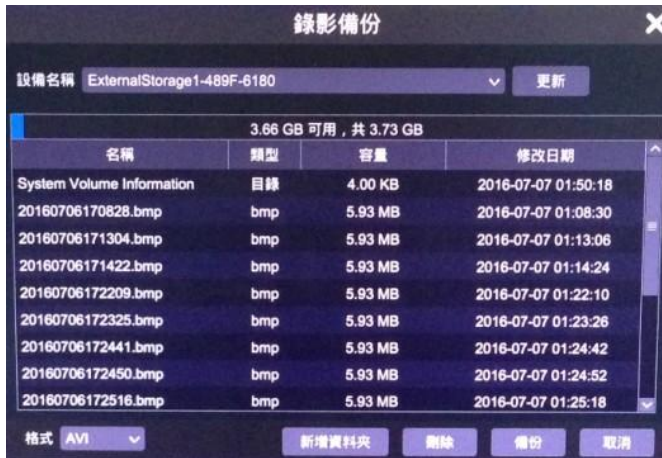 錄影備份
設備名稱 ExternalStorage1-489F-6180 更新
3.66 GB 可用，共 3.73 GB
名稱 類型 容量 修改日期
System Volume Information 目錄 4.00 KB 2016-07-07 01:50:18
20160706170828.bmp bmp 5.93 MB 2016-07-07 01:08:30
20160706171304.bmp bmp 5.93 MB 2016-07-07 01:13:06
20160706171422.bmp bmp 5.93 MB 2016-07-07 01:14:24
20160706172209.bmp bmp 5.93 MB 2016-07-07 01:22:10
20160706172325.bmp bmp 5.93 MB 2016-07-07 01:23:26
20160706172441.bmp bmp 5.93 MB 2016-07-07 01:24:42
20160706172450.bmp bmp 5.93 MB 2016-07-07 01:24:52
20160706172516.bmp bmp 5.93 MB 2016-07-07 01:25:18
格式 AVI 新增資料夾 刪除 備份 取消